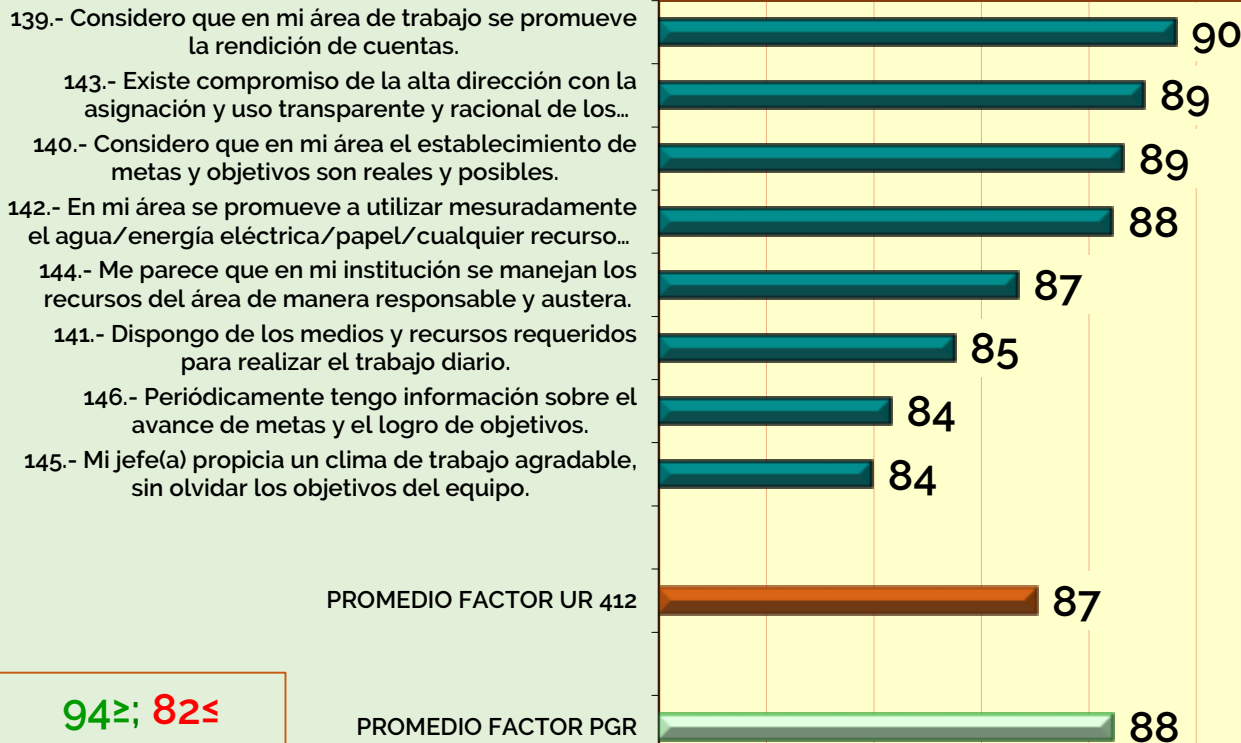 139.- Considero que en mi área de trabajo se promueve
la rendición de cuentas.
90
143.- Existe compromiso de la alta dirección con la
asignación y uso transparente y racional de los…
89
140.- Considero que en mi área el establecimiento de
metas y objetivos son reales y posibles.
89
142.- En mi área se promueve a utilizar mesuradamente
el agua/energía eléctrica/papel/cualquier recurso…
88
144.- Me parece que en mi institución se manejan los
recursos del área de manera responsable y austera.
87
141.- Dispongo de los medios y recursos requeridos
para realizar el trabajo diario.
85
146.- Periódicamente tengo información sobre el
avance de metas y el logro de objetivos.
84
145.- Mi jefe(a) propicia un clima de trabajo agradable,
sin olvidar los objetivos del equipo.
84
PROMEDIO FACTOR UR 412
87
94≥; 82≤
PROMEDIO FACTOR PGR
88